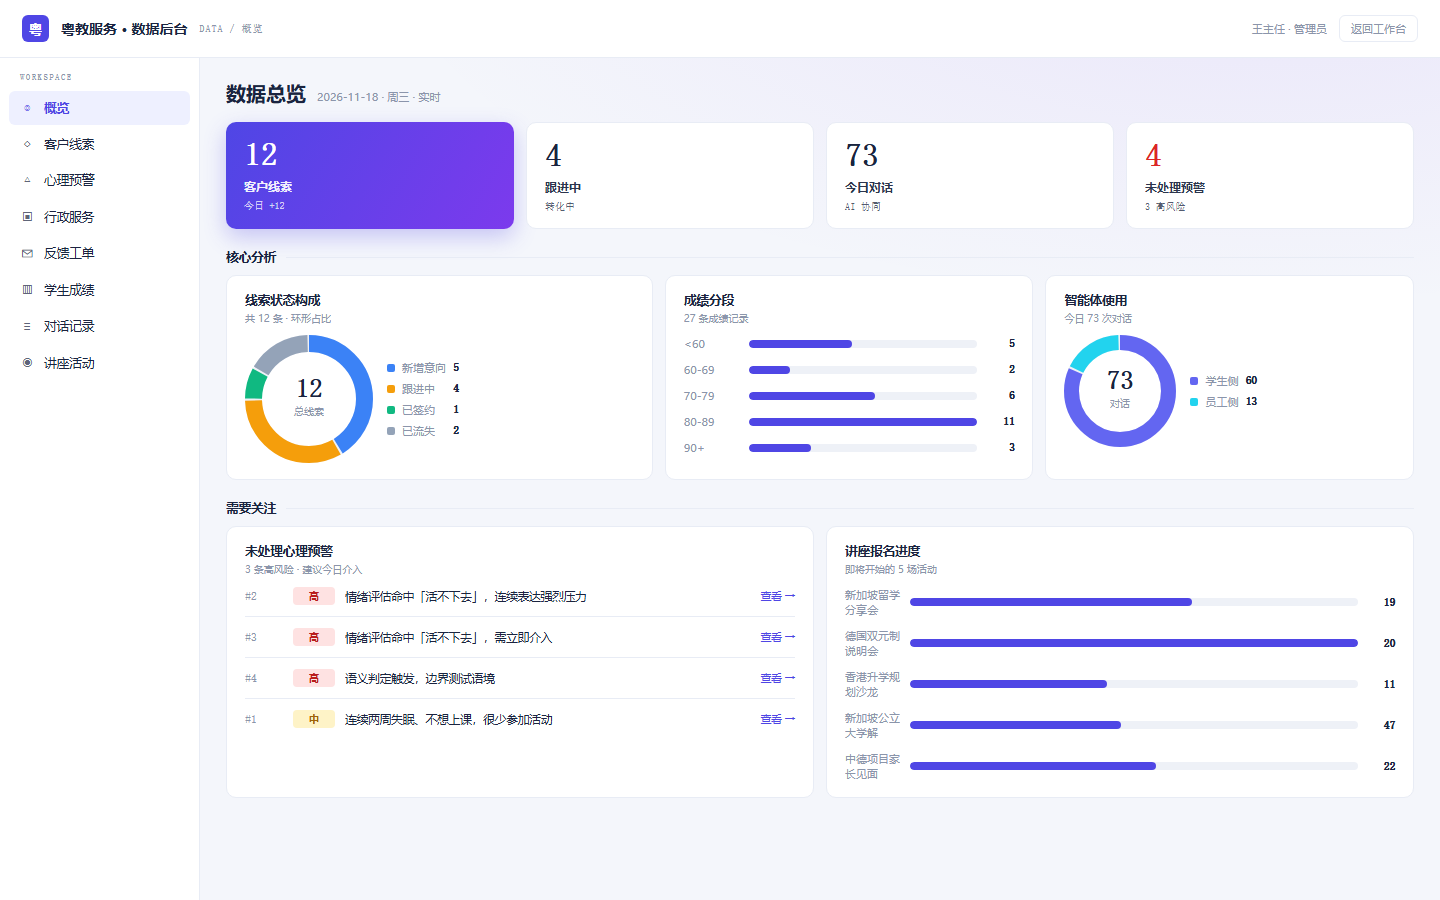 粤
粤教服务 • 数据后台
DATA / 概览
王主任 · 管理员
返回工作台
WORKSPACE
概览
客户线索
心理预警
行政服务
反馈工单
学生成绩
对话记录
讲座活动
数据总览
2026-11-18 · 周三 · 实时
12
客户线索
今日 +12
4
跟进中
转化中
73
今日对话
AI 协同
4
未处理预警
3 高风险
核心分析
线索状态构成
共 12 条 · 环形占比
12
总线索
新增意向 5
跟进中 4
已签约 1
已流失 2
成绩分段
27 条成绩记录
<60 5
60-69 2
70-79 6
80-89 11
90+ 3
智能体使用
今日 73 次对话
73
对话
学生侧 60
员工侧 13
需要关注
未处理心理预警
3 条高风险 · 建议今日介入
#2 高 情绪评估命中「活不下去」，连续表达强烈压力 查看 →
#3 高 情绪评估命中「活不下去」，需立即介入 查看 →
#4 高 语义判定触发，边界测试语境 查看 →
#1 中 连续两周失眠、不想上课，很少参加活动 查看 →
讲座报名进度
即将开始的 5 场活动
新加坡留学
分享会
19
德国双元制
说明会
20
香港升学规
划沙龙
11
新加坡公立
大学解
47
中德项目家
长见面
22